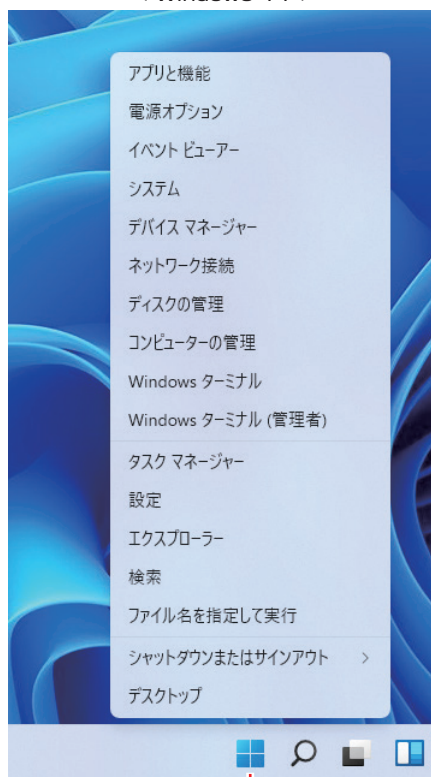 アプリと機能
電源オプション
イベント ビューアー
システム
デバイス マネージャー
ネットワーク接続
ディスクの管理
コンピューターの管理
Windows ターミナル
Windows ターミナル (管理者)
タスク マネージャー
設定
エクスプローラー
検索
ファイル名を指定して実行
シャットダウンまたはサインアウト
デスクトップ